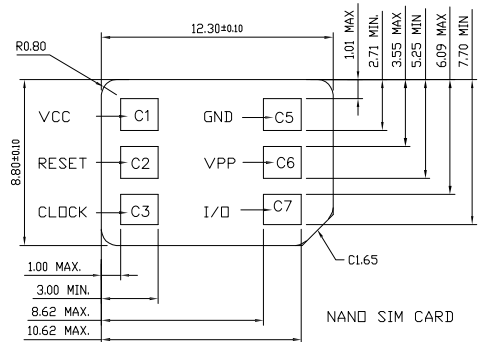 12.30±0.10
R0.80
1.01 MAX
2.71 MIN.
3.55 MAX
5.25 MIN
6.09 MAX
7.70 MIN.
8.80±0.10
VCC C1 GND C5
RESET C2 VPP C6
CLOCK C3 I/O C7
C1.65
1.00 MAX.
3.00 MIN.
8.62 MAX.
10.62 MAX.
NANO SIM CARD